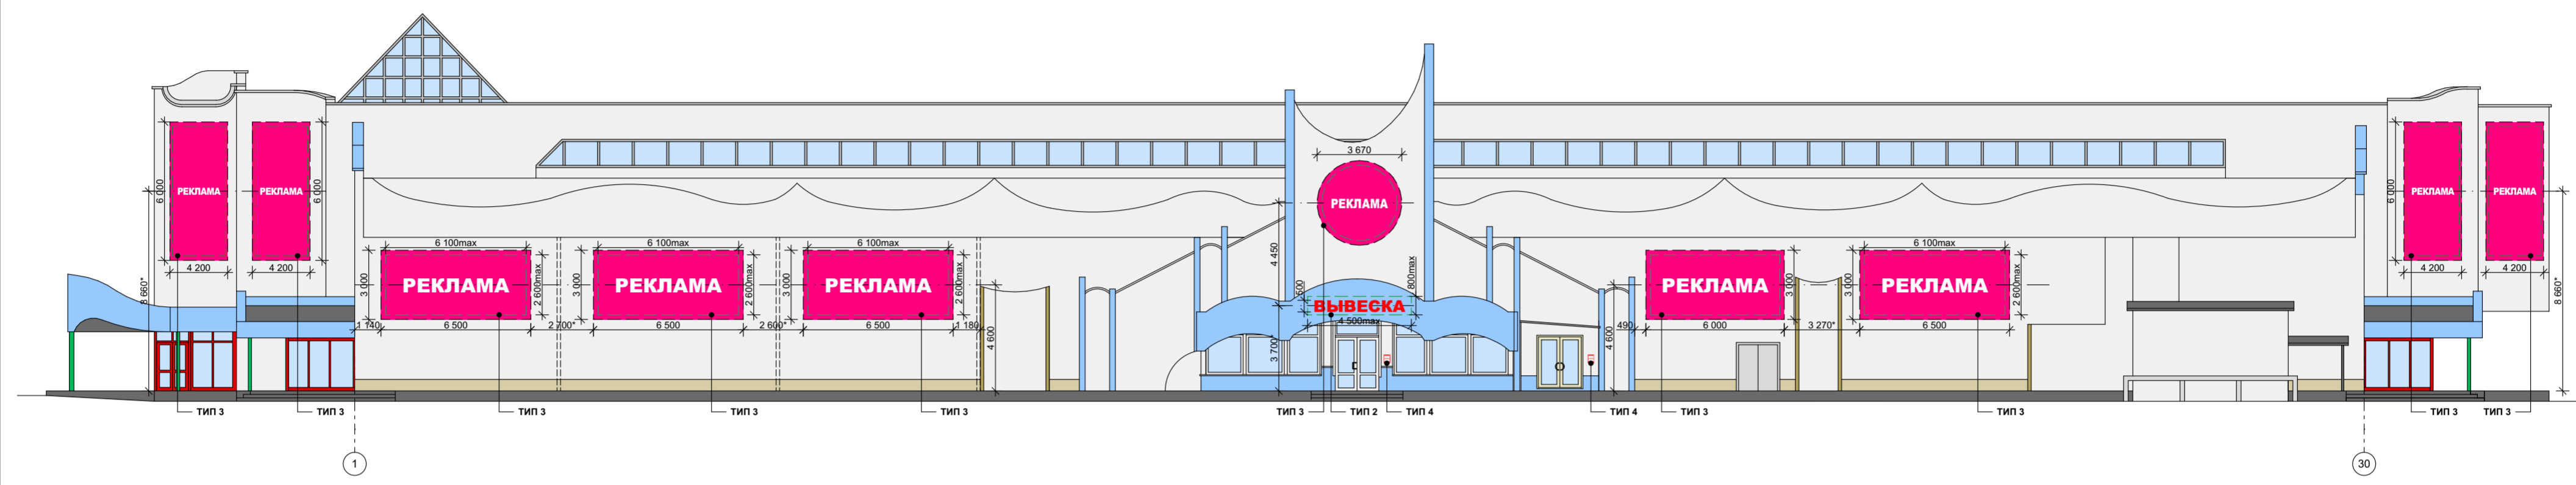 3 670
РЕКЛАМА
РЕКЛАМА
РЕКЛАМА
РЕКЛАМА
РЕКЛАМА
6 000
6 000
6 000
4 200
4 200
4 200
4 200
8 660*
8 660*
6 100max
6 100max
6 100max
6 100max
РЕКЛАМА
РЕКЛАМА
РЕКЛАМА
РЕКЛАМА
РЕКЛАМА
3 000
2 600max
3 000
2 600max
3 000
2 600max
3 000
3 000
2 600max
4 450
500
800max
ВЫВЕСКА
4 500max
3 700*
1 140
6 500
2 700*
6 500
2 600*
6 500
1 180
4 600
4 600
490
6 000
3 270*
6 500
ТИП 3
ТИП 3
ТИП 3
ТИП 3
ТИП 3
ТИП 3
ТИП 2
ТИП 4
ТИП 4
ТИП 3
ТИП 3
ТИП 3
ТИП 3
1
30